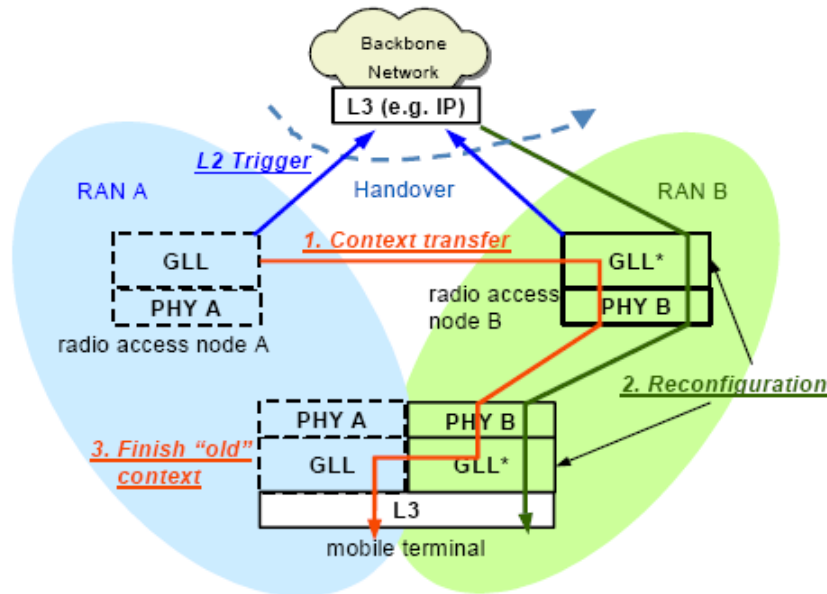 Backbone
Network
L3 (e.g. IP)
L2 Trigger
RAN A
Handover
RAN B
1. Context transfer
GLL
PHY A
radio access node A
GLL*
PHY B
radio access
node B
2. Reconfiguration
PHY A
PHY B
3. Finish “old”
context
GLL
GLL*
L3
mobile terminal